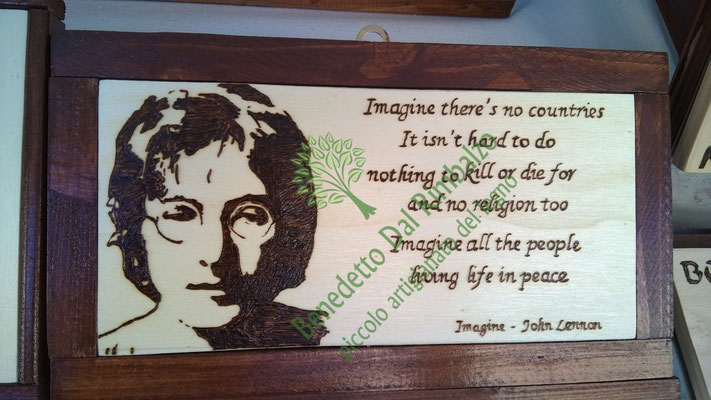 Imagine there's no countries
It isn't hard to do
nothing to kill or die for
and no religion too
Imagine all the people
living life in peace
Imagine - John Lennon
Benedetto Dal Rimbalzo
piccolo artigianato del legno